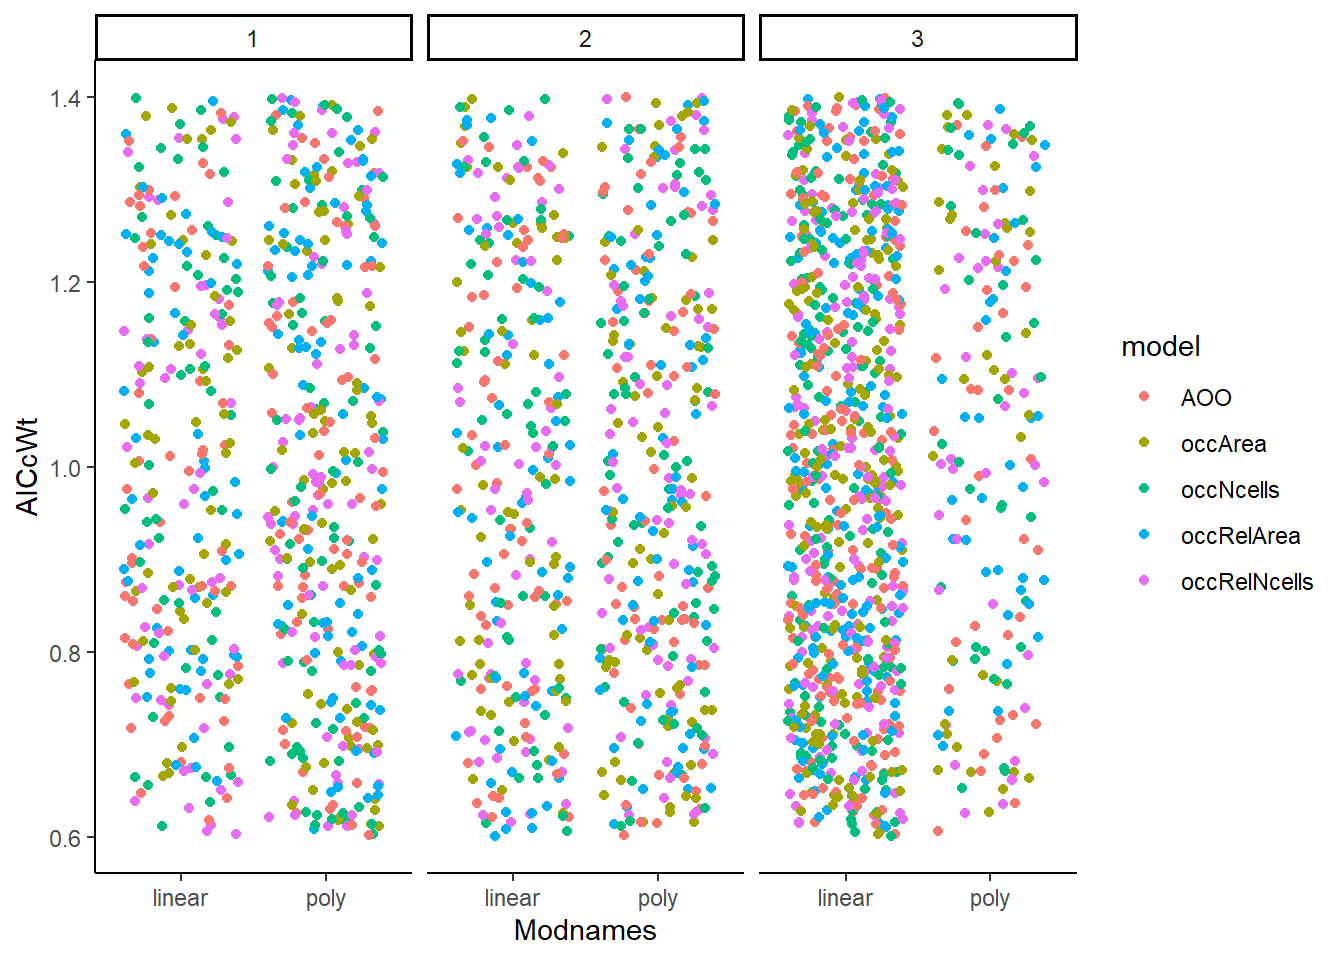 1 2 3
1.4
1.2
1.0
0.8
0.6
AICcWt
linear poly linear poly linear poly
Modnames
model
AOO
occArea
occNcells
occRelArea
occRelNcells